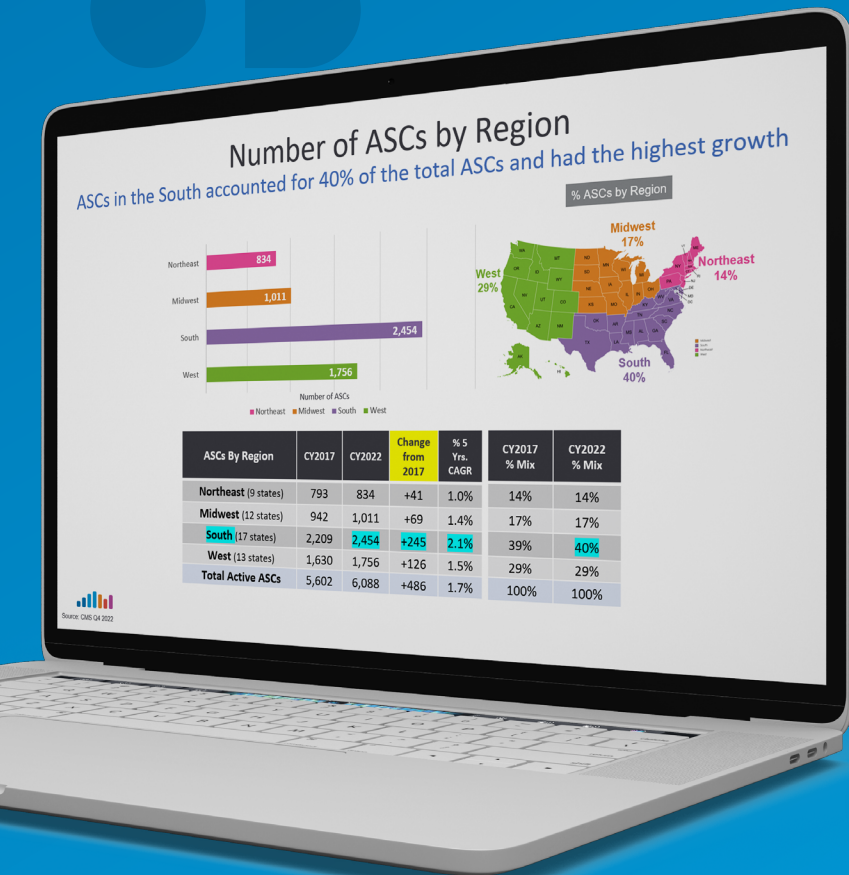 Number of ASCs by Region
ASCs in the South accounted for 40% of the total ASCs and had the highest growth
% ASCs by Region
Northeast
834
Midwest
1,011
South
2,454
West
1,756
Number of ASCs
Northeast Midwest South West
Midwest
17%
West
29%
Northeast
14%
South
40%
ASCs By Region CY2017 CY2022 Change from 2017 % 5 Yrs. CAGR CY2017 % Mix CY2022 % Mix
Northeast (9 states) 793 834 +41 1.0% 14% 14%
Midwest (12 states) 942 1,011 +69 1.4% 17% 17%
South (17 states) 2,209 2,454 +245 2.1% 39% 40%
West (13 states) 1,630 1,756 +126 1.5% 29% 29%
Total Active ASCs 5,602 6,088 +486 1.7% 100% 100%
Source: CMS Q4 2022